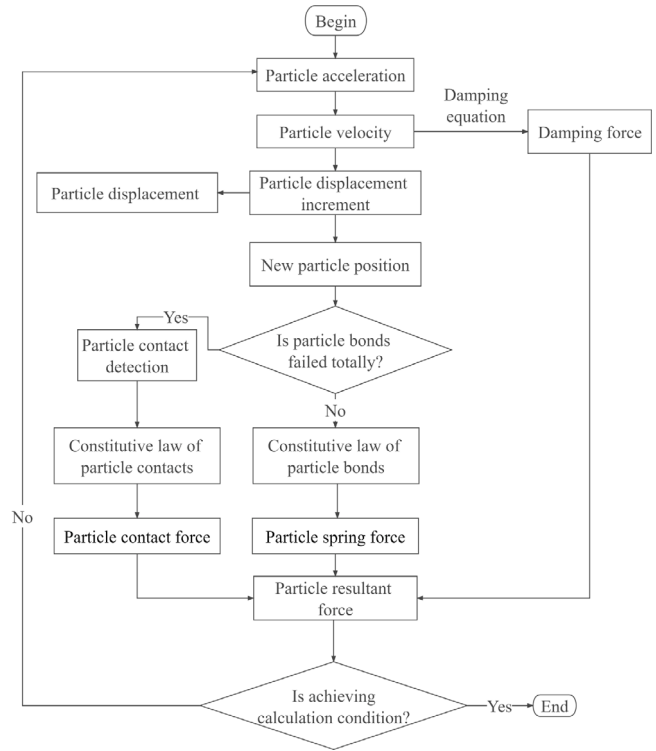 Begin
Particle acceleration
Damping
equation
Particle velocity
Damping force
Particle displacement
Particle displacement
increment
New particle position
Yes
Is particle bonds
failed totally?
Particle contact
detection
No
Constitutive law of
particle contacts
Constitutive law of
particle bonds
No
Particle contact force
Particle spring force
Particle resultant
force
Is achieving
calculation condition?
Yes
End